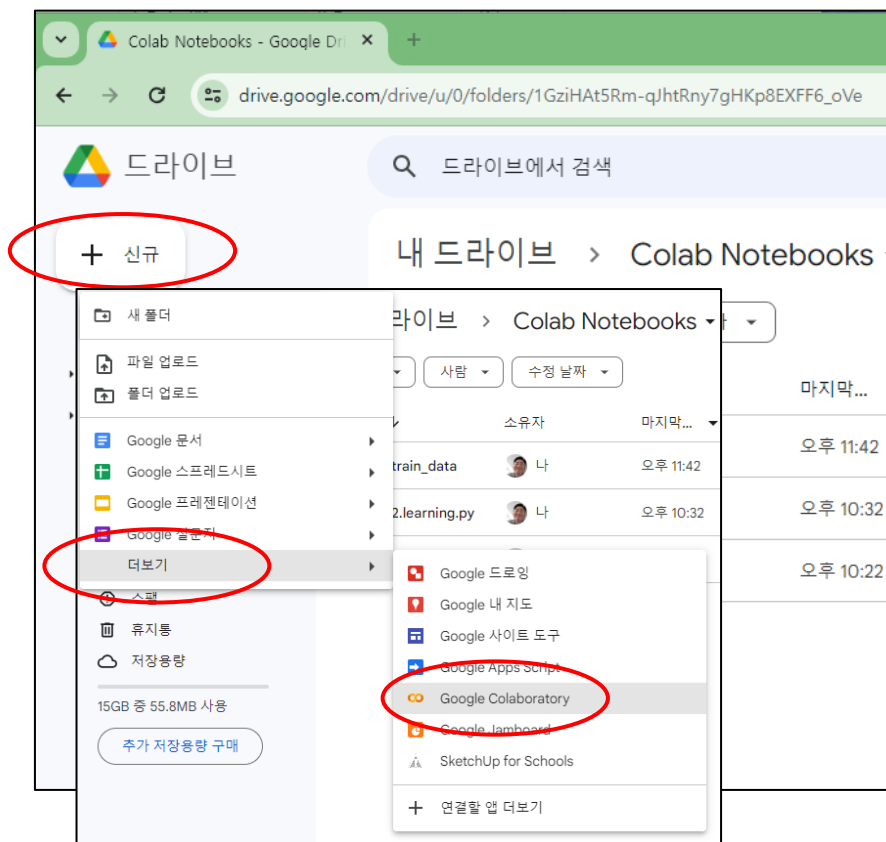 Colab Notebooks - Google Dri
drive.google.com/drive/u/0/folders/1GziHAt5Rm-qJhtRny7gHKp8EXFF6_oVe
드라이브
드라이브에서 검색
신규
내 드라이브 › Colab Notebooks
새 폴더
파일 업로드
폴더 업로드
Google 문서
Google 스프레드시트
Google 프레젠테이션
Google 설문지
더보기
스팸
휴지통
저장용량
15GB 중 55.8MB 사용
추가 저장용량 구매
라이브 › Colab Notebooks
사람
수정 날짜
소유자
마지막...
train_data
나
오후 11:42
2.learning.py
나
오후 10:32
Google 드로잉
Google 내 지도
Google 사이트 도구
Google Apps Script
Google Colaboratory
Google Jamboard
SketchUp for Schools
연결할 앱 더보기
마지막...
오후 11:42
오후 10:32
오후 10:22